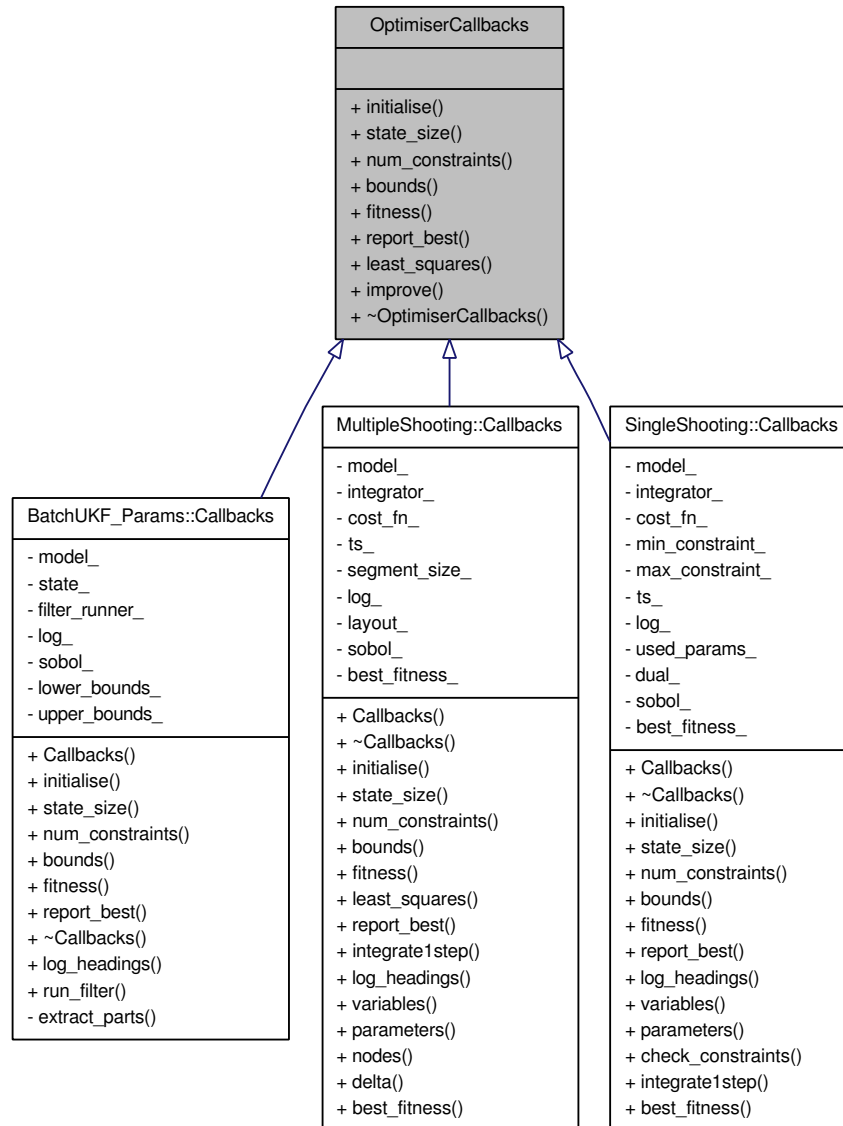 OptimiserCallbacks
+ initialise()
+ state_size()
+ num_constraints()
+ bounds()
+ fitness()
+ report_best()
+ least_squares()
+ improve()
+ ~OptimiserCallbacks()
BatchUKF_Params::Callbacks
- model_
- state_
- filter_runner_
- log_
- sobol_
- lower_bounds_
- upper_bounds_
+ Callbacks()
+ initialise()
+ state_size()
+ num_constraints()
+ bounds()
+ fitness()
+ report_best()
+ ~Callbacks()
+ log_headings()
+ run_filter()
- extract_parts()
MultipleShooting::Callbacks
- model_
- integrator_
- cost_fn_
- ts_
- segment_size_
- log_
- layout_
- sobol_
- best_fitness_
+ Callbacks()
+ ~Callbacks()
+ initialise()
+ state_size()
+ num_constraints()
+ bounds()
+ fitness()
+ least_squares()
+ report_best()
+ integrate1step()
+ log_headings()
+ variables()
+ parameters()
+ nodes()
+ delta()
+ best_fitness()
SingleShooting::Callbacks
- model_
- integrator_
- cost_fn_
- min_constraint_
- max_constraint_
- ts_
- log_
- used_params_
- dual_
- sobol_
- best_fitness_
+ Callbacks()
+ ~Callbacks()
+ initialise()
+ state_size()
+ num_constraints()
+ bounds()
+ fitness()
+ report_best()
+ log_headings()
+ variables()
+ parameters()
+ check_constraints()
+ integrate1step()
+ best_fitness()